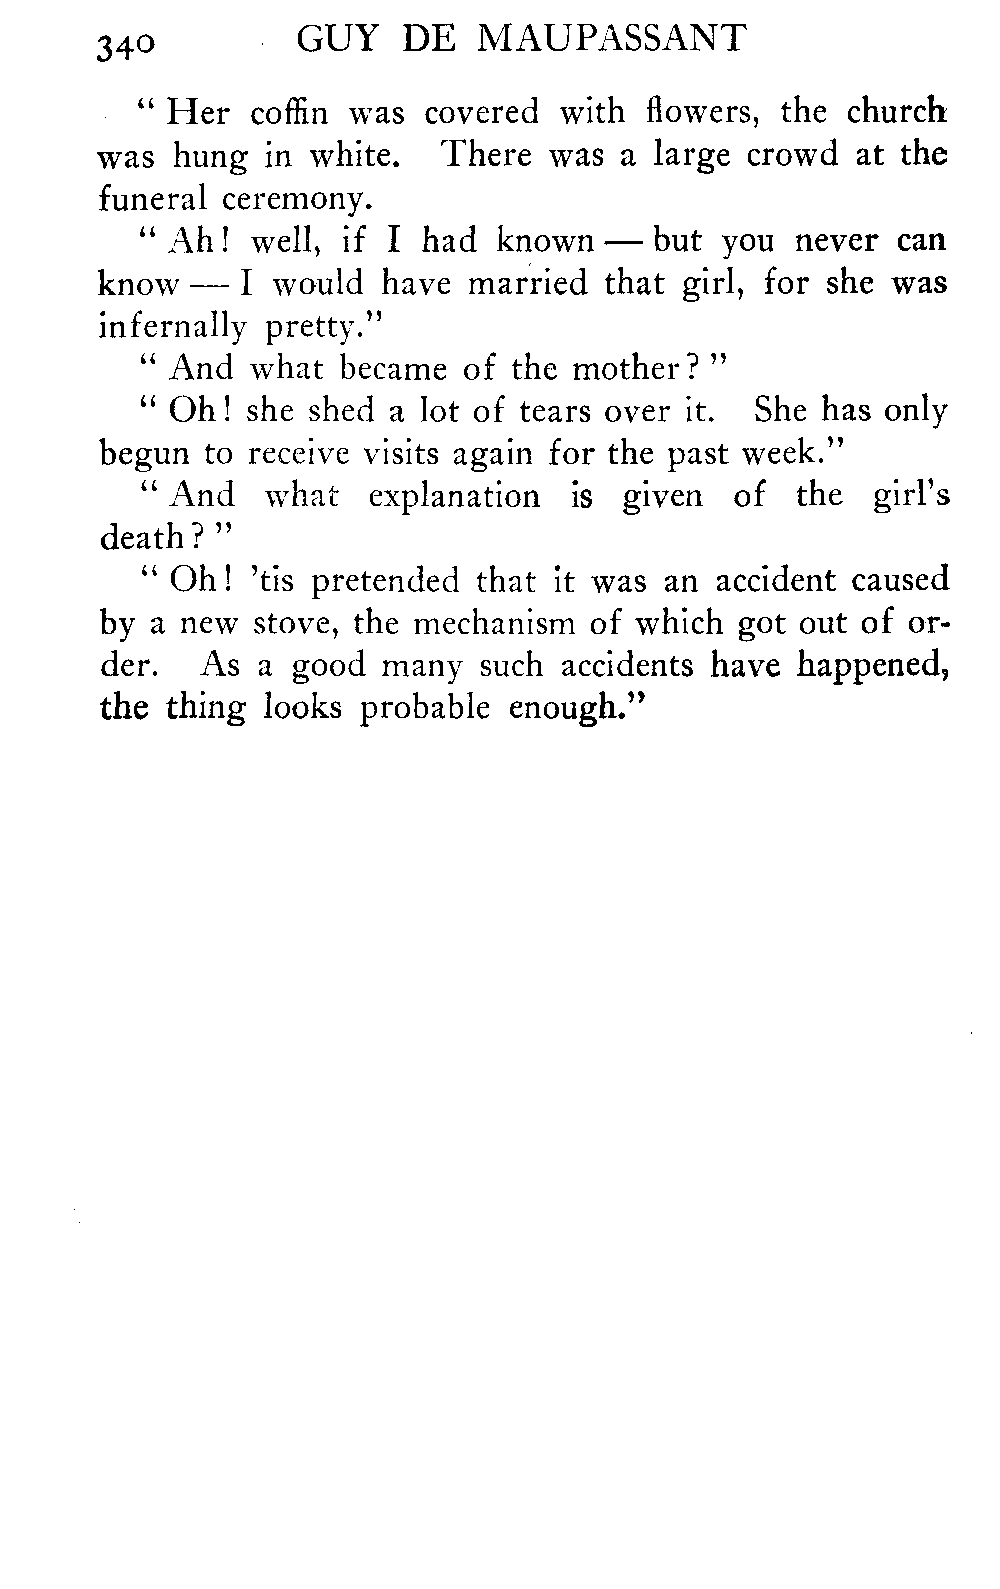 340 GUY DE MAUPASSANT
“ Her coffin was covered with flowers, the church
was hung in white. There was a large crowd at the
funeral ceremony.
“ Ah! well, if I had known — but you never can
know — I would have married that girl, for she was
infernally pretty.”
“ And what became of the mother? ”
“ Oh! she shed a lot of tears over it. She has only
begun to receive visits again for the past week.”
“ And what explanation is given of the girl’s
death? ”
“ Oh! ’tis pretended that it was an accident caused
by a new stove, the mechanism of which got out of or-
der. As a good many such accidents have happened,
the thing looks probable enough.”